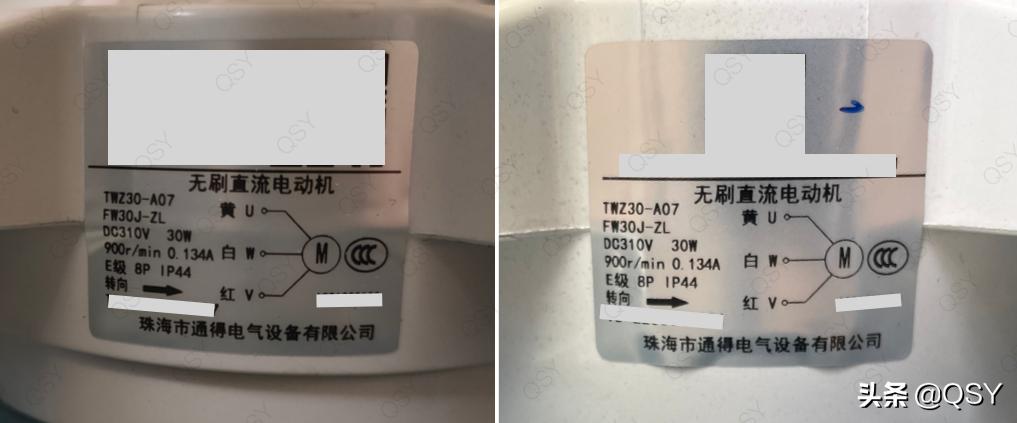 无刷直流电动机
TWZ30-A07
FW30J-ZL
DC310V 30W
900r/min 0.134A
E级 8P IP44
转向
黄 U
白 W
红 V
M
CCC
珠海市通得电气设备有限公司
无刷直流电动机
TWZ30-A07
FW30J-ZL
DC310V 30W
900r/min 0.134A
E级 8P IP44
转向
黄 U
白 W
红 V
M
CCC
珠海市通得电气设备有限公司
头条 @QSY
QSY